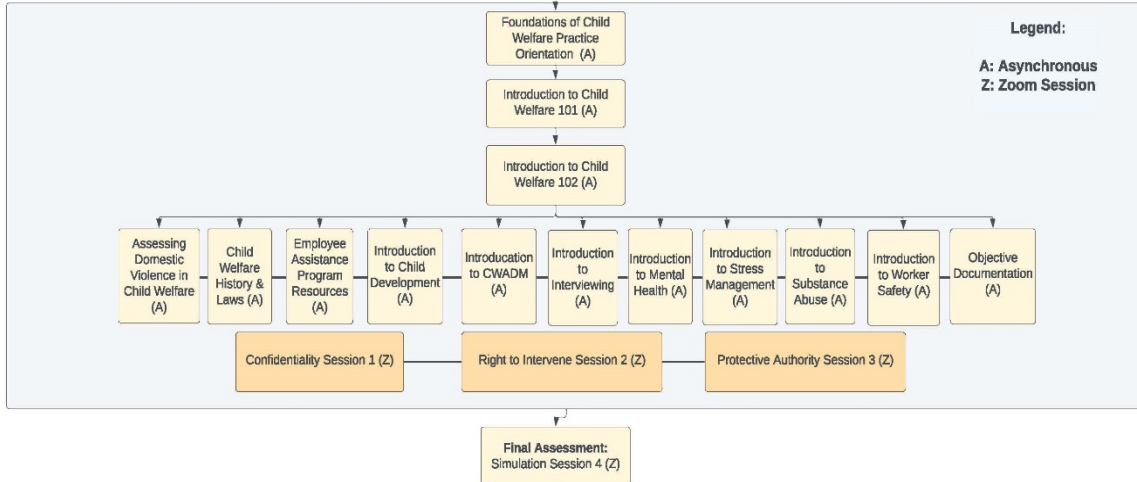 Foundations of Child
Welfare Practice
Orientation (A)
Legend:
A: Asynchronous
Z: Zoom Session
Introduction to Child
Welfare 101 (A)
Introduction to Child
Welfare 102 (A)
Assessing
Domestic
Violence in
Child Welfare
(A)
Child
Welfare
History &
Laws (A)
Employee
Assistance
Program
Resources
(A)
Introduction
to Child
Development
(A)
Introducation
to CWADM
(A)
Introduction
to
Interviewing
(A)
Introduction
to Mental
Health (A)
Introduction
to Stress
Management
(A)
Introduction
to
Substance
Abuse (A)
Introduction
to Worker
Safety (A)
Objective
Documentation
(A)
Confidentiality Session 1 (Z)
Right to Intervene Session 2 (Z)
Protective Authority Session 3 (Z)
Final Assessment:
Simulation Session 4 (Z)